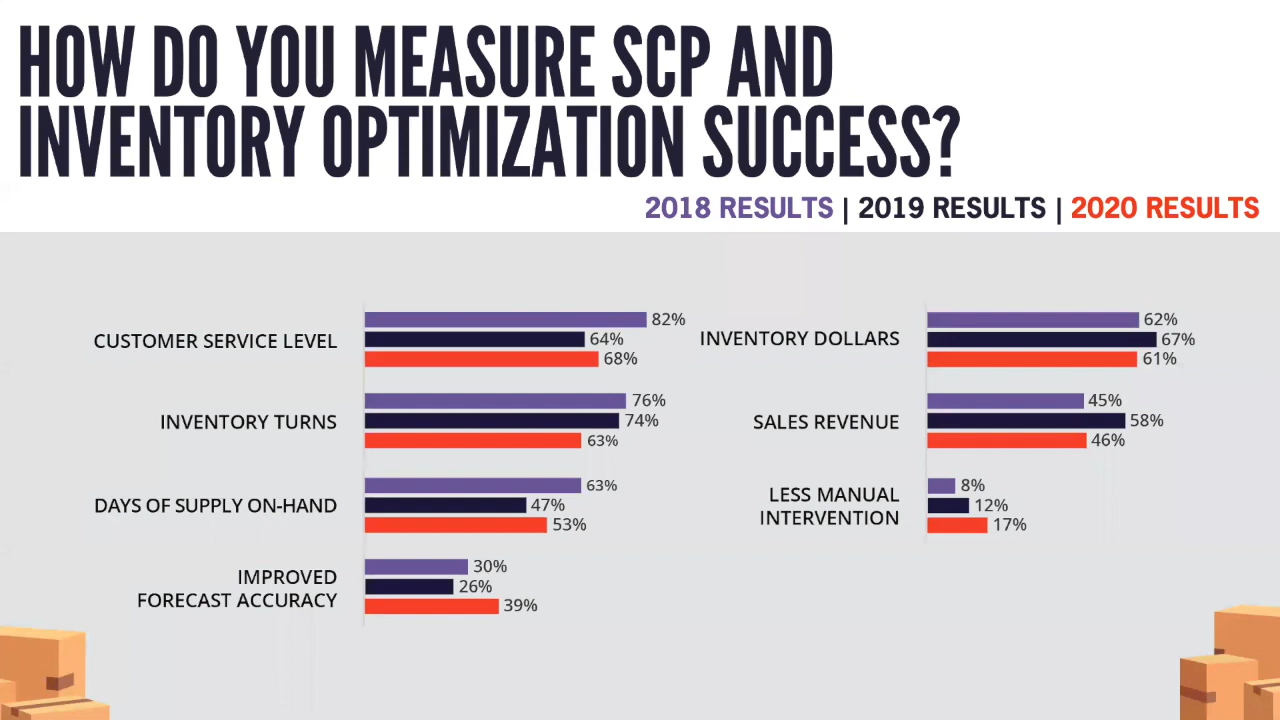 HOW DO YOU MEASURE SCP AND
INVENTORY OPTIMIZATION SUCCESS?
2018 RESULTS | 2019 RESULTS | 2020 RESULTS
CUSTOMER SERVICE LEVEL
82%
64%
68%
INVENTORY TURNS
76%
74%
63%
DAYS OF SUPPLY ON-HAND
63%
47%
53%
IMPROVED
FORECAST ACCURACY
30%
26%
39%
INVENTORY DOLLARS
62%
67%
61%
SALES REVENUE
45%
58%
46%
LESS MANUAL
INTERVENTION
8%
12%
17%